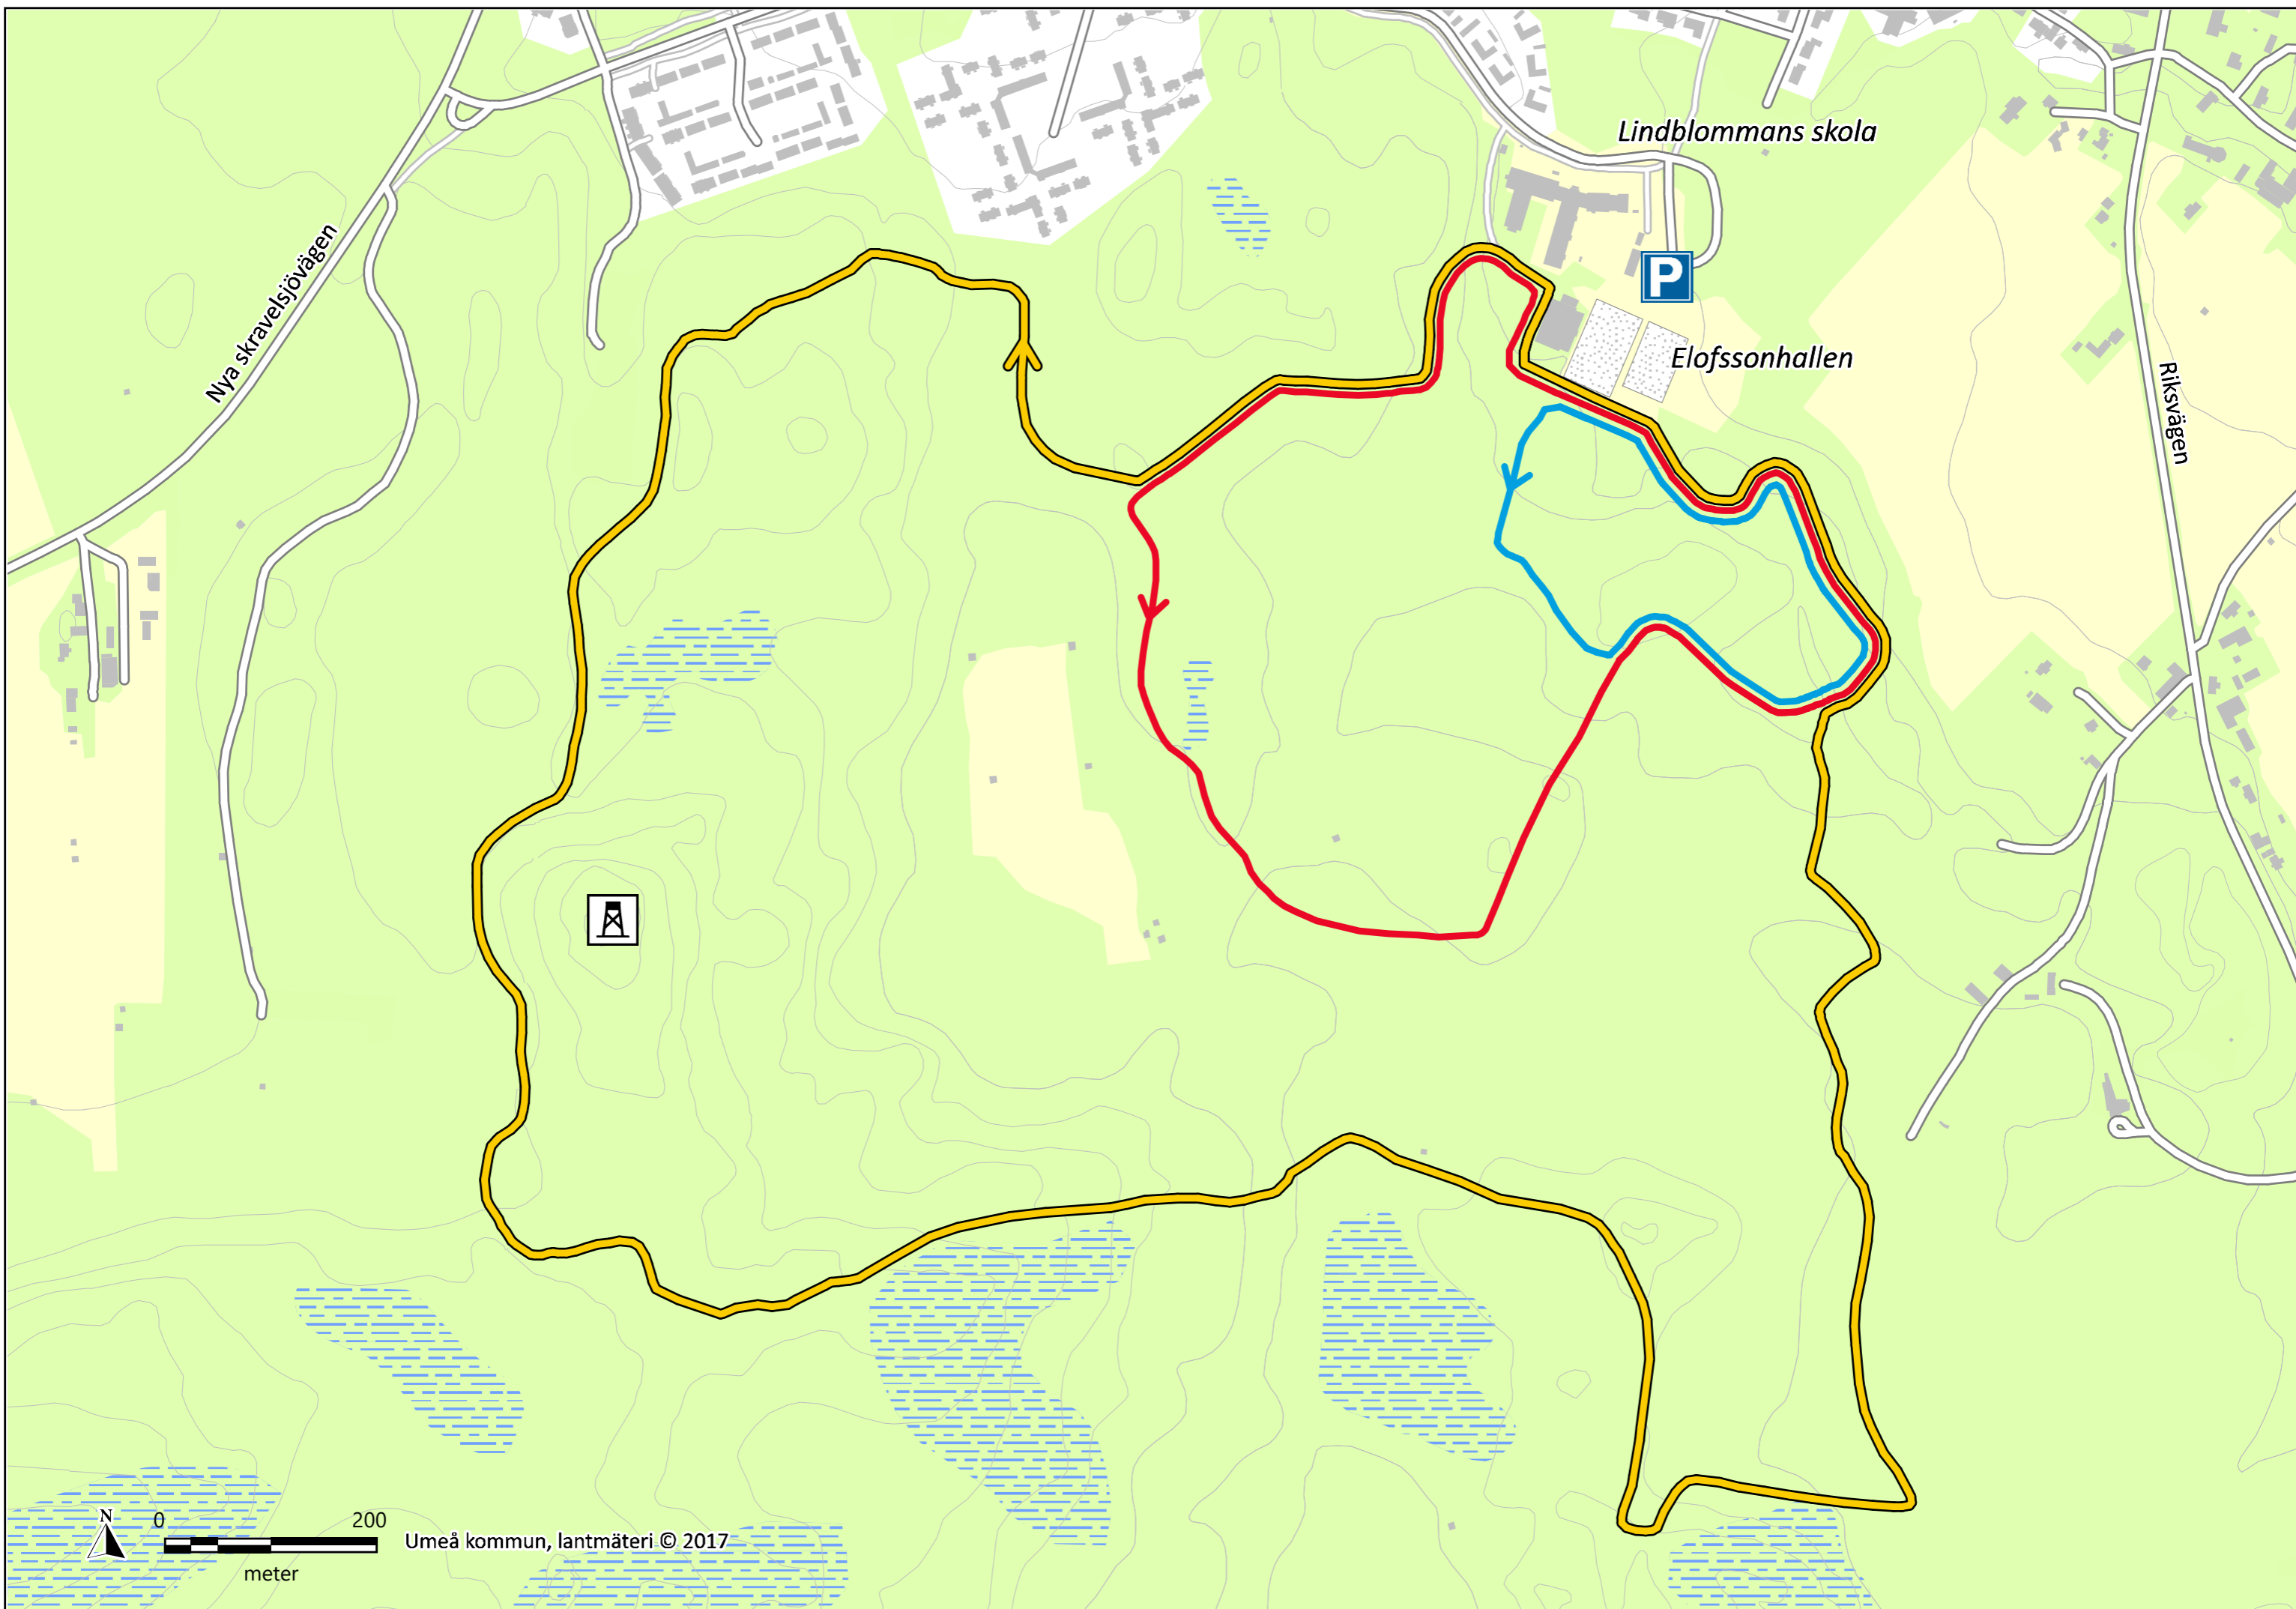 Lindblommans skola
P
Nya skravelsjövägen
Elofssonhallen
Riksvägen
N
0 200
Umeå kommun, lantmäteri © 2017
meter